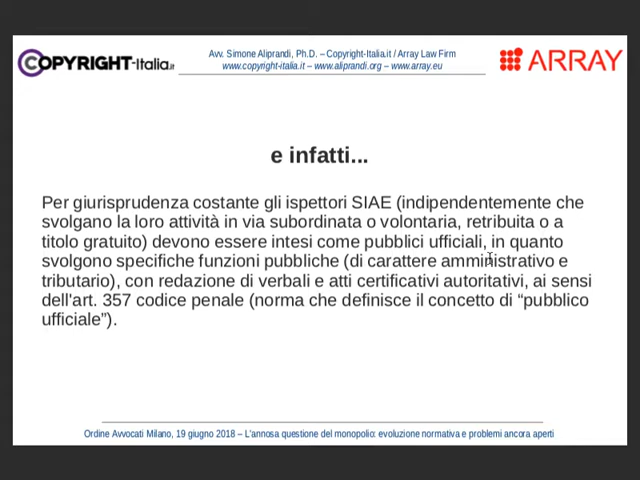 COPYRIGHT-Italia.it
Avv. Simone Aliprandi, Ph.D. – Copyright-Italia.it / Array Law Firm
www.copyright-italia.it – www.aliprandi.org – www.array.eu
ARRAY
e infatti...
Per giurisprudenza costante gli ispettori SIAE (indipendentemente che
svolgano la loro attività in via subordinata o volontaria, retribuita o a
titolo gratuito) devono essere intesi come pubblici ufficiali, in quanto
svolgono specifiche funzioni pubbliche (di carattere amministrativo e
tributario), con redazione di verbali e atti certificativi autoritativi, ai sensi
dell'art. 357 codice penale (norma che definisce il concetto di “pubblico
ufficiale”).
Ordine Avvocati Milano, 19 giugno 2018 – L'annosa questione del monopolio: evoluzione normativa e problemi ancora aperti